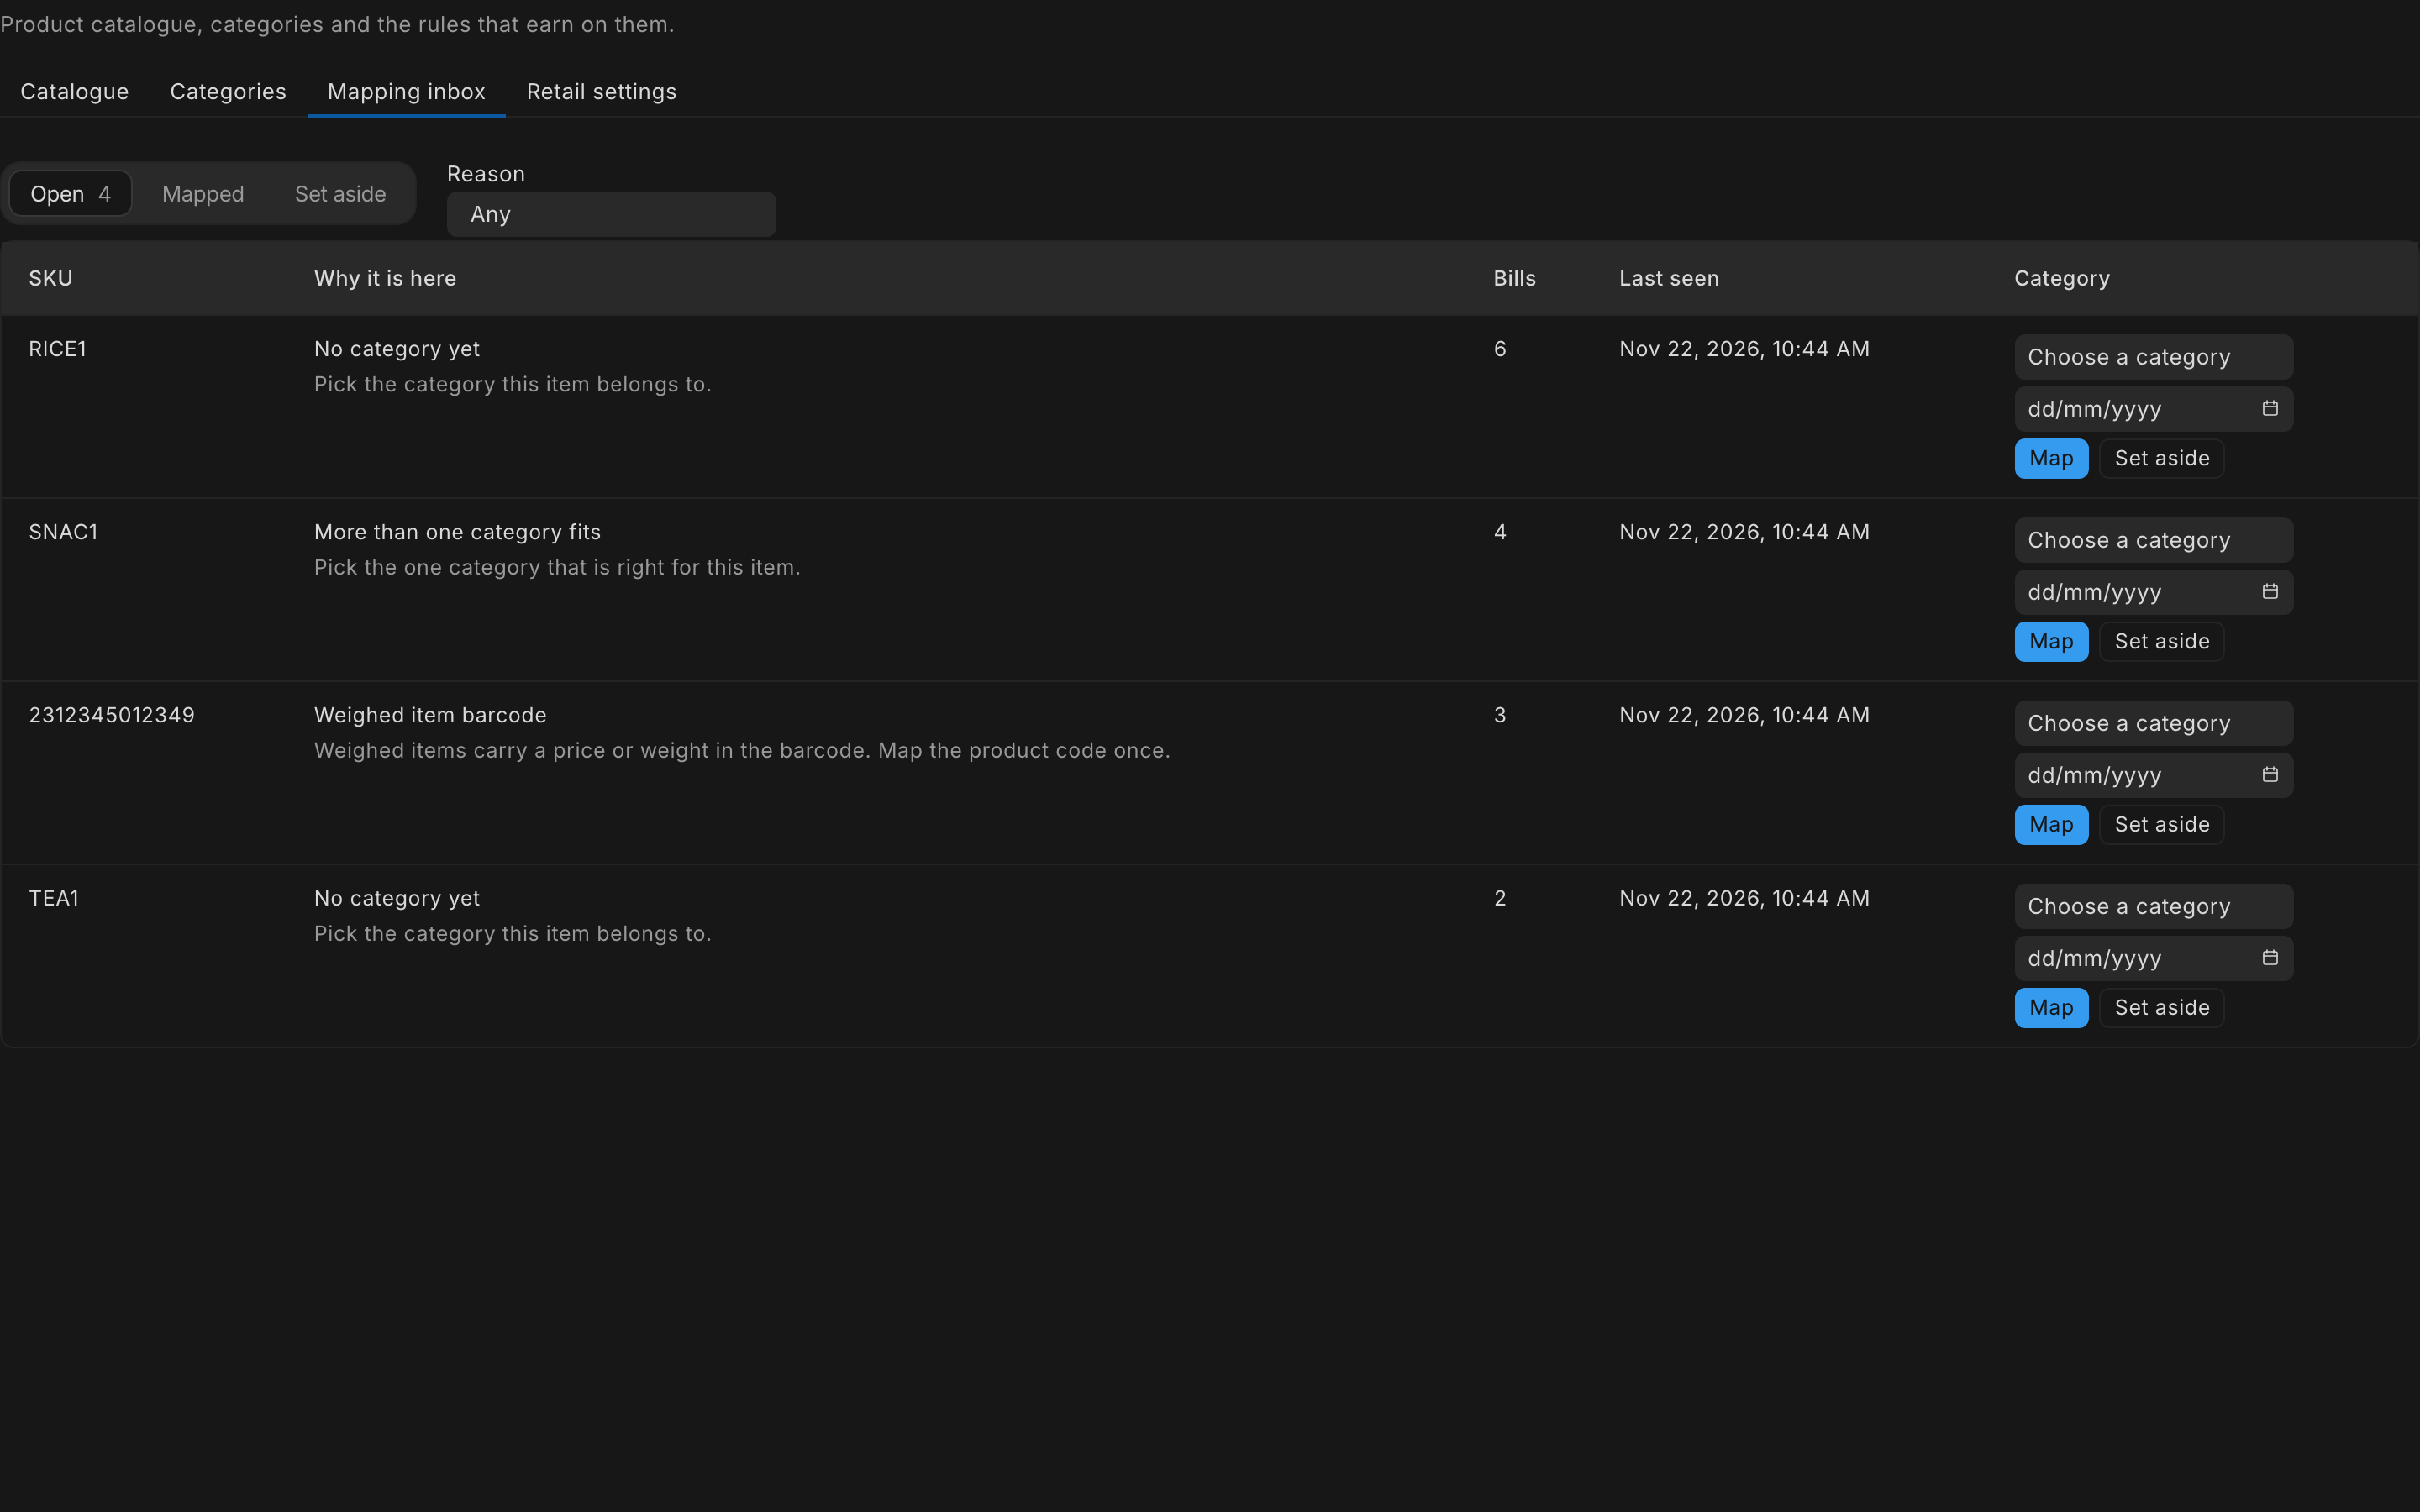 Product catalogue, categories and the rules that earn on them.
Catalogue Categories Mapping inbox Retail settings
Reason
Open 4 Mapped Set aside
Any
SKU Why it is here Bills Last seen Category
RICE1 No category yet 6 Nov 22, 2026, 10:44 AM Choose a category
Pick the category this item belongs to.
dd/mm/yyyy
Map Set aside
SNAC1 More than one category fits 4 Nov 22, 2026, 10:44 AM Choose a category
Pick the one category that is right for this item.
dd/mm/yyyy
Map Set aside
2312345012349 Weighed item barcode 3 Nov 22, 2026, 10:44 AM Choose a category
Weighed items carry a price or weight in the barcode. Map the product code once.
dd/mm/yyyy
Map Set aside
TEA1 No category yet 2 Nov 22, 2026, 10:44 AM Choose a category
Pick the category this item belongs to.
dd/mm/yyyy
Map Set aside